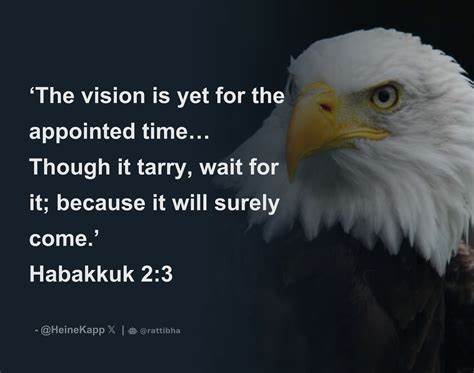 ‘The vision is yet for the
appointed time…
Though it tarry, wait for
it; because it will surely
come.’
Habakkuk 2:3
- @HeineKapp 𝕏 | @rattibha